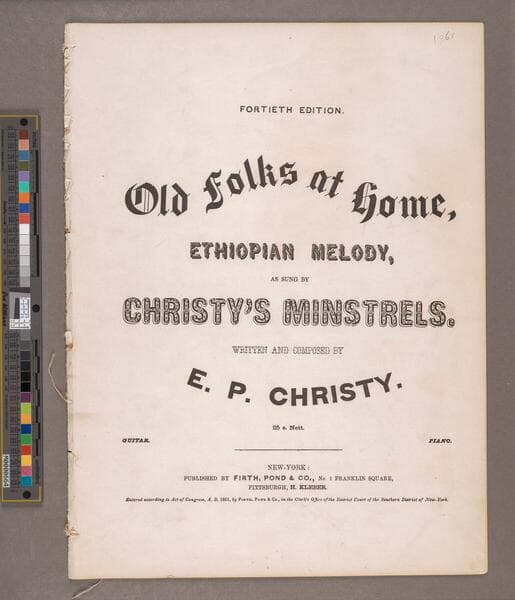 FORTIETH EDITION.
Old Folks at Home,
ETHIOPIAN MELODY,
AS SUNG BY
CHRISTY'S MINSTRELS.
WRITTEN AND COMPOSED BY
E. P. CHRISTY.
25 c. Nett.
GUITAR. PIANO.
NEW-YORK:
PUBLISHED BY FIRTH, POND & CO., No. 1 FRANKLIN SQUARE,
PITTSBURGH, H. KLEBER.
Entered according to Act of Congress, A. D. 1851, by FIRTH, POND & CO., in the Clerk's Office of the District Court of the Southern District of New-York.